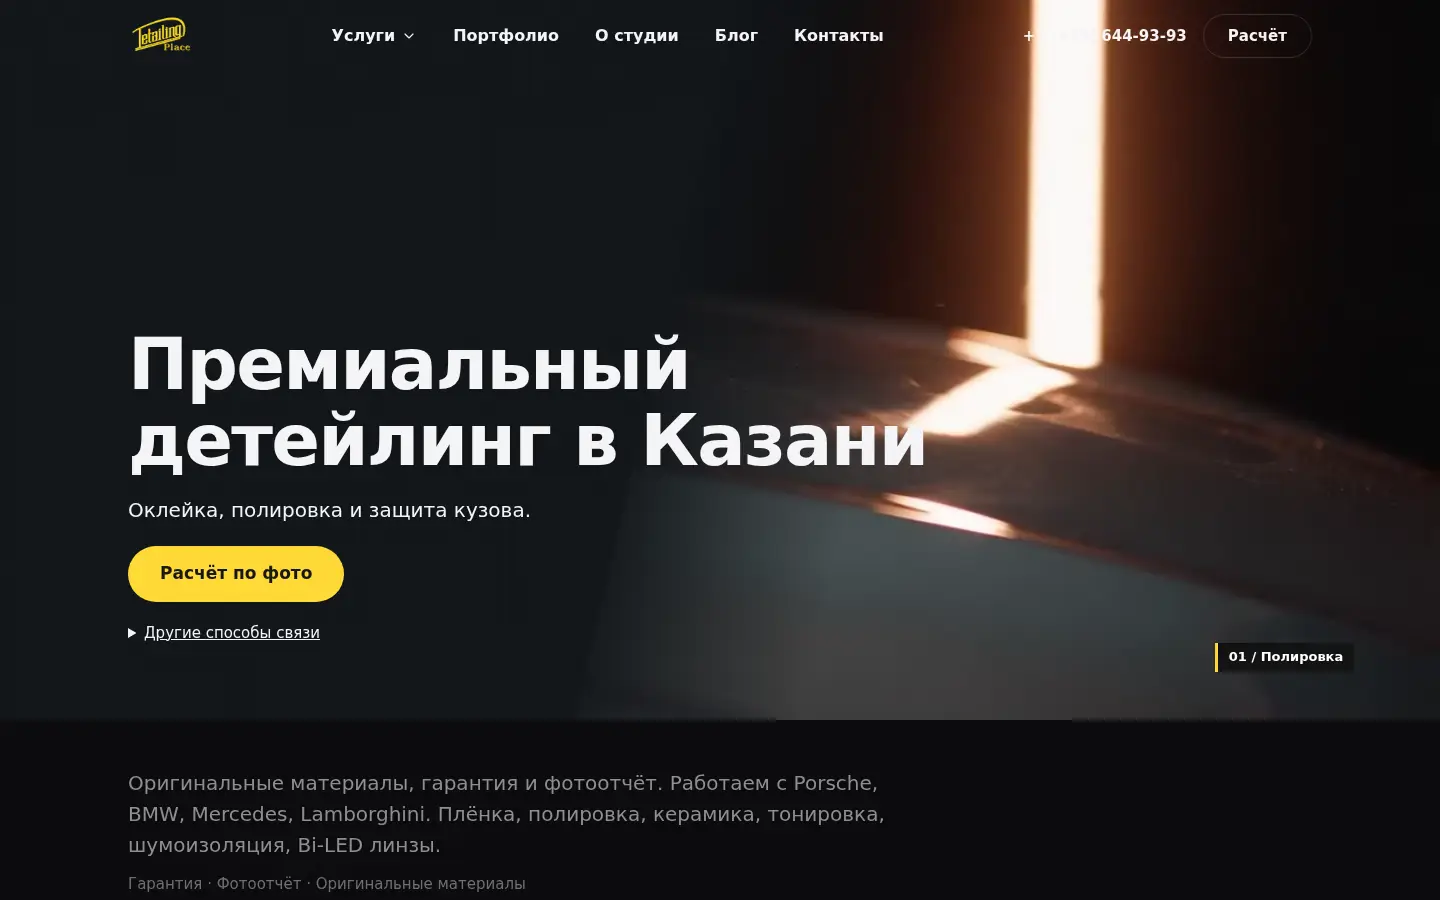 Detailing
Place
Услуги
Портфолио
О студии
Блог
Контакты
644-93-93
Расчёт
Премиальный
детейлинг в Казани
Оклейка, полировка и защита кузова.
Расчёт по фото
Другие способы связи
01 / Полировка
Оригинальные материалы, гарантия и фотоотчёт. Работаем с Porsche,
BMW, Mercedes, Lamborghini. Плёнка, полировка, керамика, тонировка,
шумоизоляция, Bi-LED линзы.
Гарантия · Фотоотчёт · Оригинальные материалы